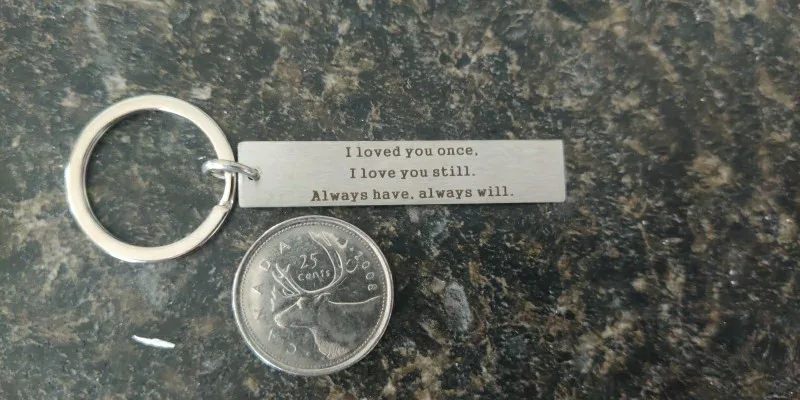 I loved you once,
I love you still.
Always have, always will.
CANADA 2008
25
cents